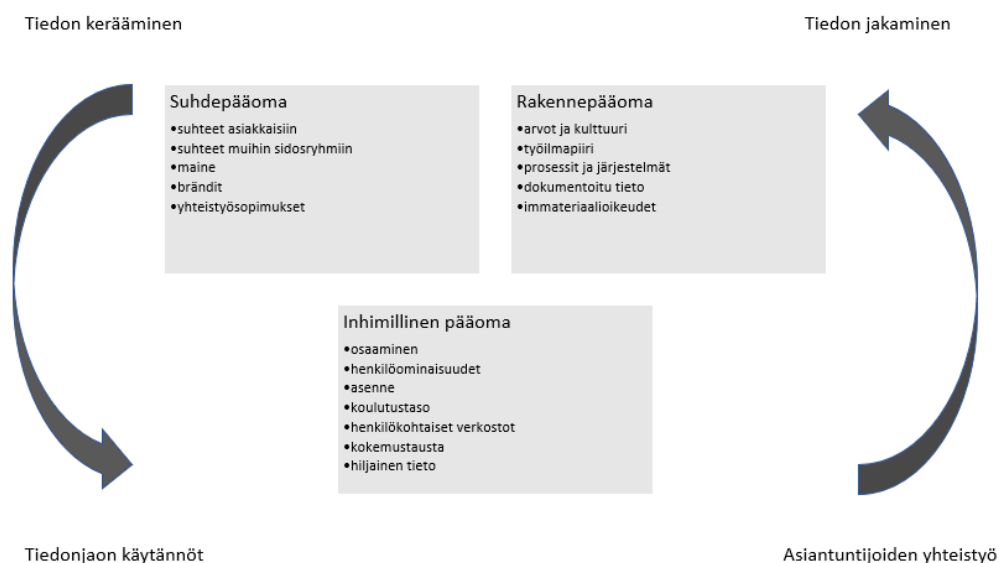 Tiedon kerääminen
Tiedon jakaminen
Suhdepääoma
•suhteet asiakkaisiin
•suhteet muihin sidosryhmiin
•maine
•brändit
•yhteistyösopimukset
Rakennepääoma
•arvot ja kulttuuri
•työilmapiiri
•prosessit ja järjestelmät
•dokumentoitu tieto
•immateriaalioikeudet
Inhimillinen pääoma
•osaaminen
•henkilöominaisuudet
•asenne
•koulutustaso
•henkilökohtaiset verkostot
•kokemustausta
•hiljainen tieto
Tiedonjaon käytännöt
Asiantuntijoiden yhteistyö